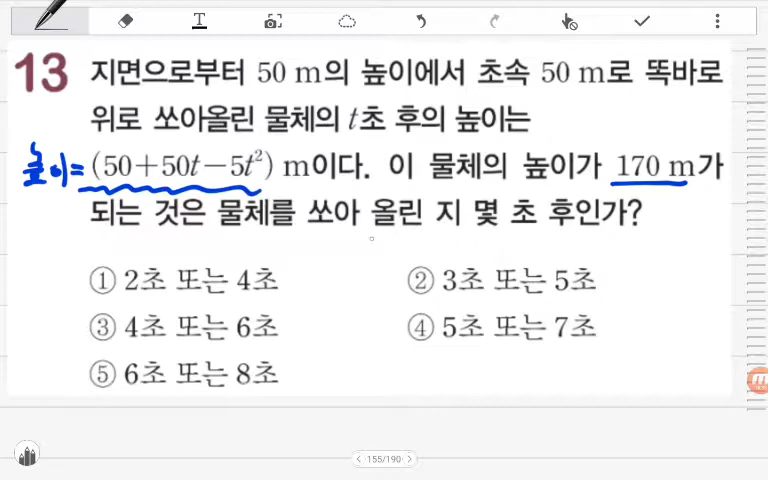 T
13 지면으로부터 50 m의 높이에서 초속 50 m로 똑바로
위로 쏘아올린 물체의 t초 후의 높이는
높이= (50+50t-5t²) m이다. 이 물체의 높이가 170 m가
되는 것은 물체를 쏘아 올린 지 몇 초 후인가?
① 2초 또는 4초 ② 3초 또는 5초
③ 4초 또는 6초 ④ 5초 또는 7초
⑤ 6초 또는 8초
155/190